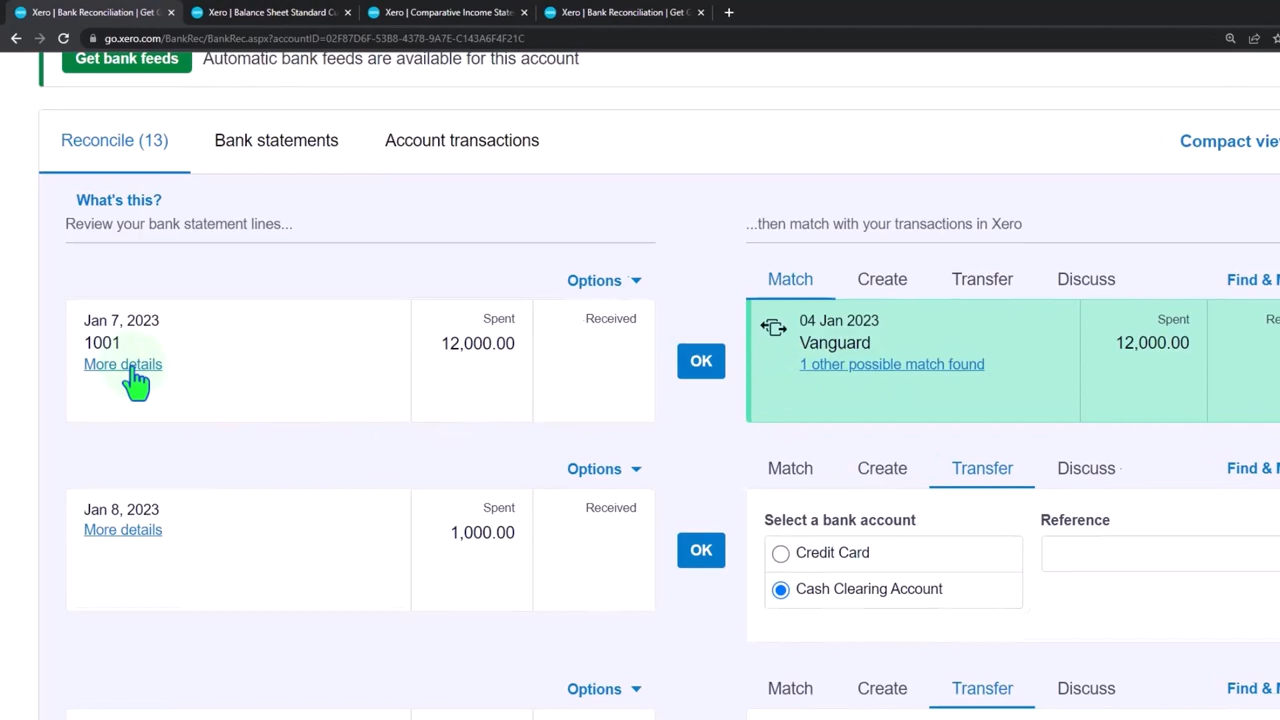 Xero | Bank Reconciliation | Get
Xero | Balance Sheet Standard
Xero | Comparative Income State
Xero | Bank Reconciliation | Get
go.xero.com/BankRec/BankRec.aspx?accountID=02F87D6F-53B8-4378-9A7E-C143A6F4F21C
Get bank feeds
Automatic bank feeds are available for this account
Reconcile (13)
Bank statements
Account transactions
Compact vie
What's this?
Review your bank statement lines...
...then match with your transactions in Xero
Options
Match
Create
Transfer
Discuss
Find &
Jan 7, 2023
1001
More details
Spent
12,000.00
Received
OK
04 Jan 2023
Vanguard
1 other possible match found
Spent
12,000.00
Re
Options
Match
Create
Transfer
Discuss
Find &
Jan 8, 2023
More details
Spent
1,000.00
Received
OK
Select a bank account
Credit Card
Cash Clearing Account
Reference
Options
Match
Create
Transfer
Discuss
Find &